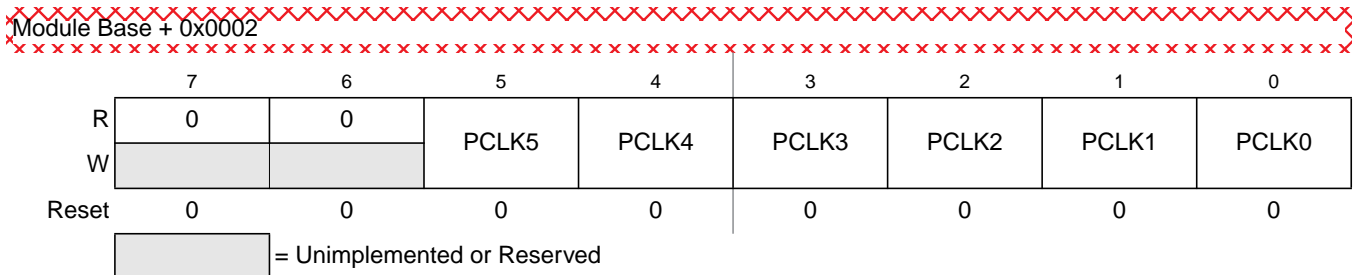 Module Base + 0x0002
7 6 5 4 3 2 1 0
R 0 0 PCLK5 PCLK4 PCLK3 PCLK2 PCLK1 PCLK0
W
Reset 0 0 0 0 0 0 0 0
= Unimplemented or Reserved